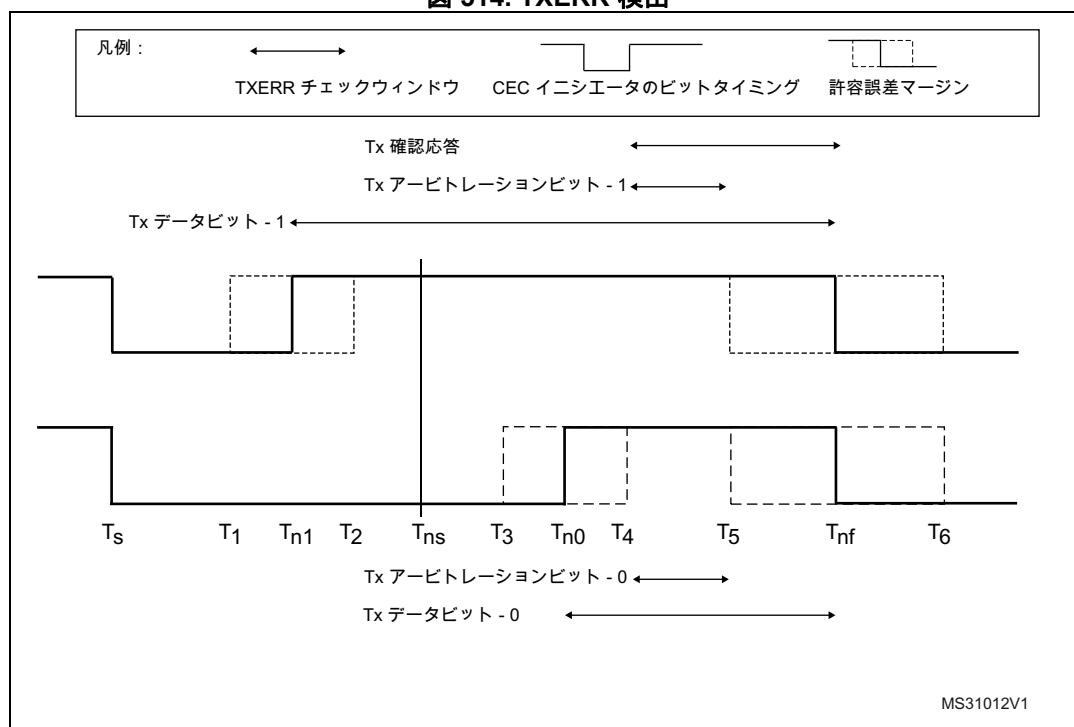 図 514. TXERR 検出
凡例：
TXERR チェックウィンドウ
CEC イニシエータのビットタイミング
許容誤差マージン
Tx 確認応答
Tx アービトレーションビット - 1
Tx データビット - 1
Ts T1 Tn1 T2 Tns T3 Tn0 T4 T5 Tnf T6
Tx アービトレーションビット - 0
Tx データビット - 0
MS31012V1